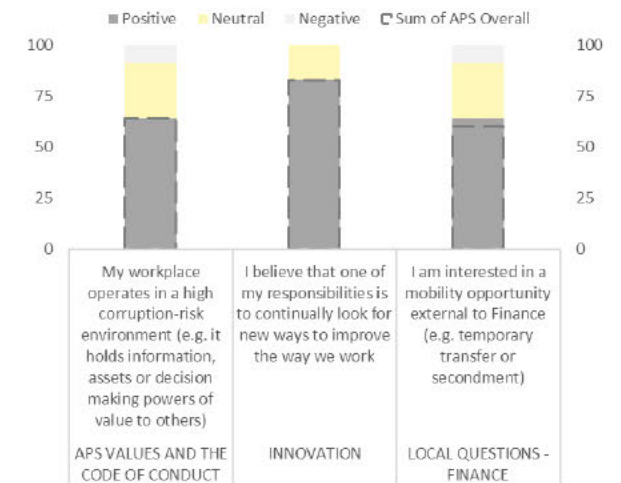 Positive Neutral Negative Sum of APS Overall
100 100
75 75
50 50
25 25
0 0
My workplace
operates in a high
corruption-risk
environment (e.g. it
holds information,
assets or decision
making powers of
value to others)
I believe that one of
my responsibilities is
to continually look for
new ways to improve
the way we work
I am interested in a
mobility opportunity
external to Finance
(e.g. temporary
transfer or
secondment)
APS VALUES AND THE
CODE OF CONDUCT
INNOVATION
LOCAL QUESTIONS -
FINANCE